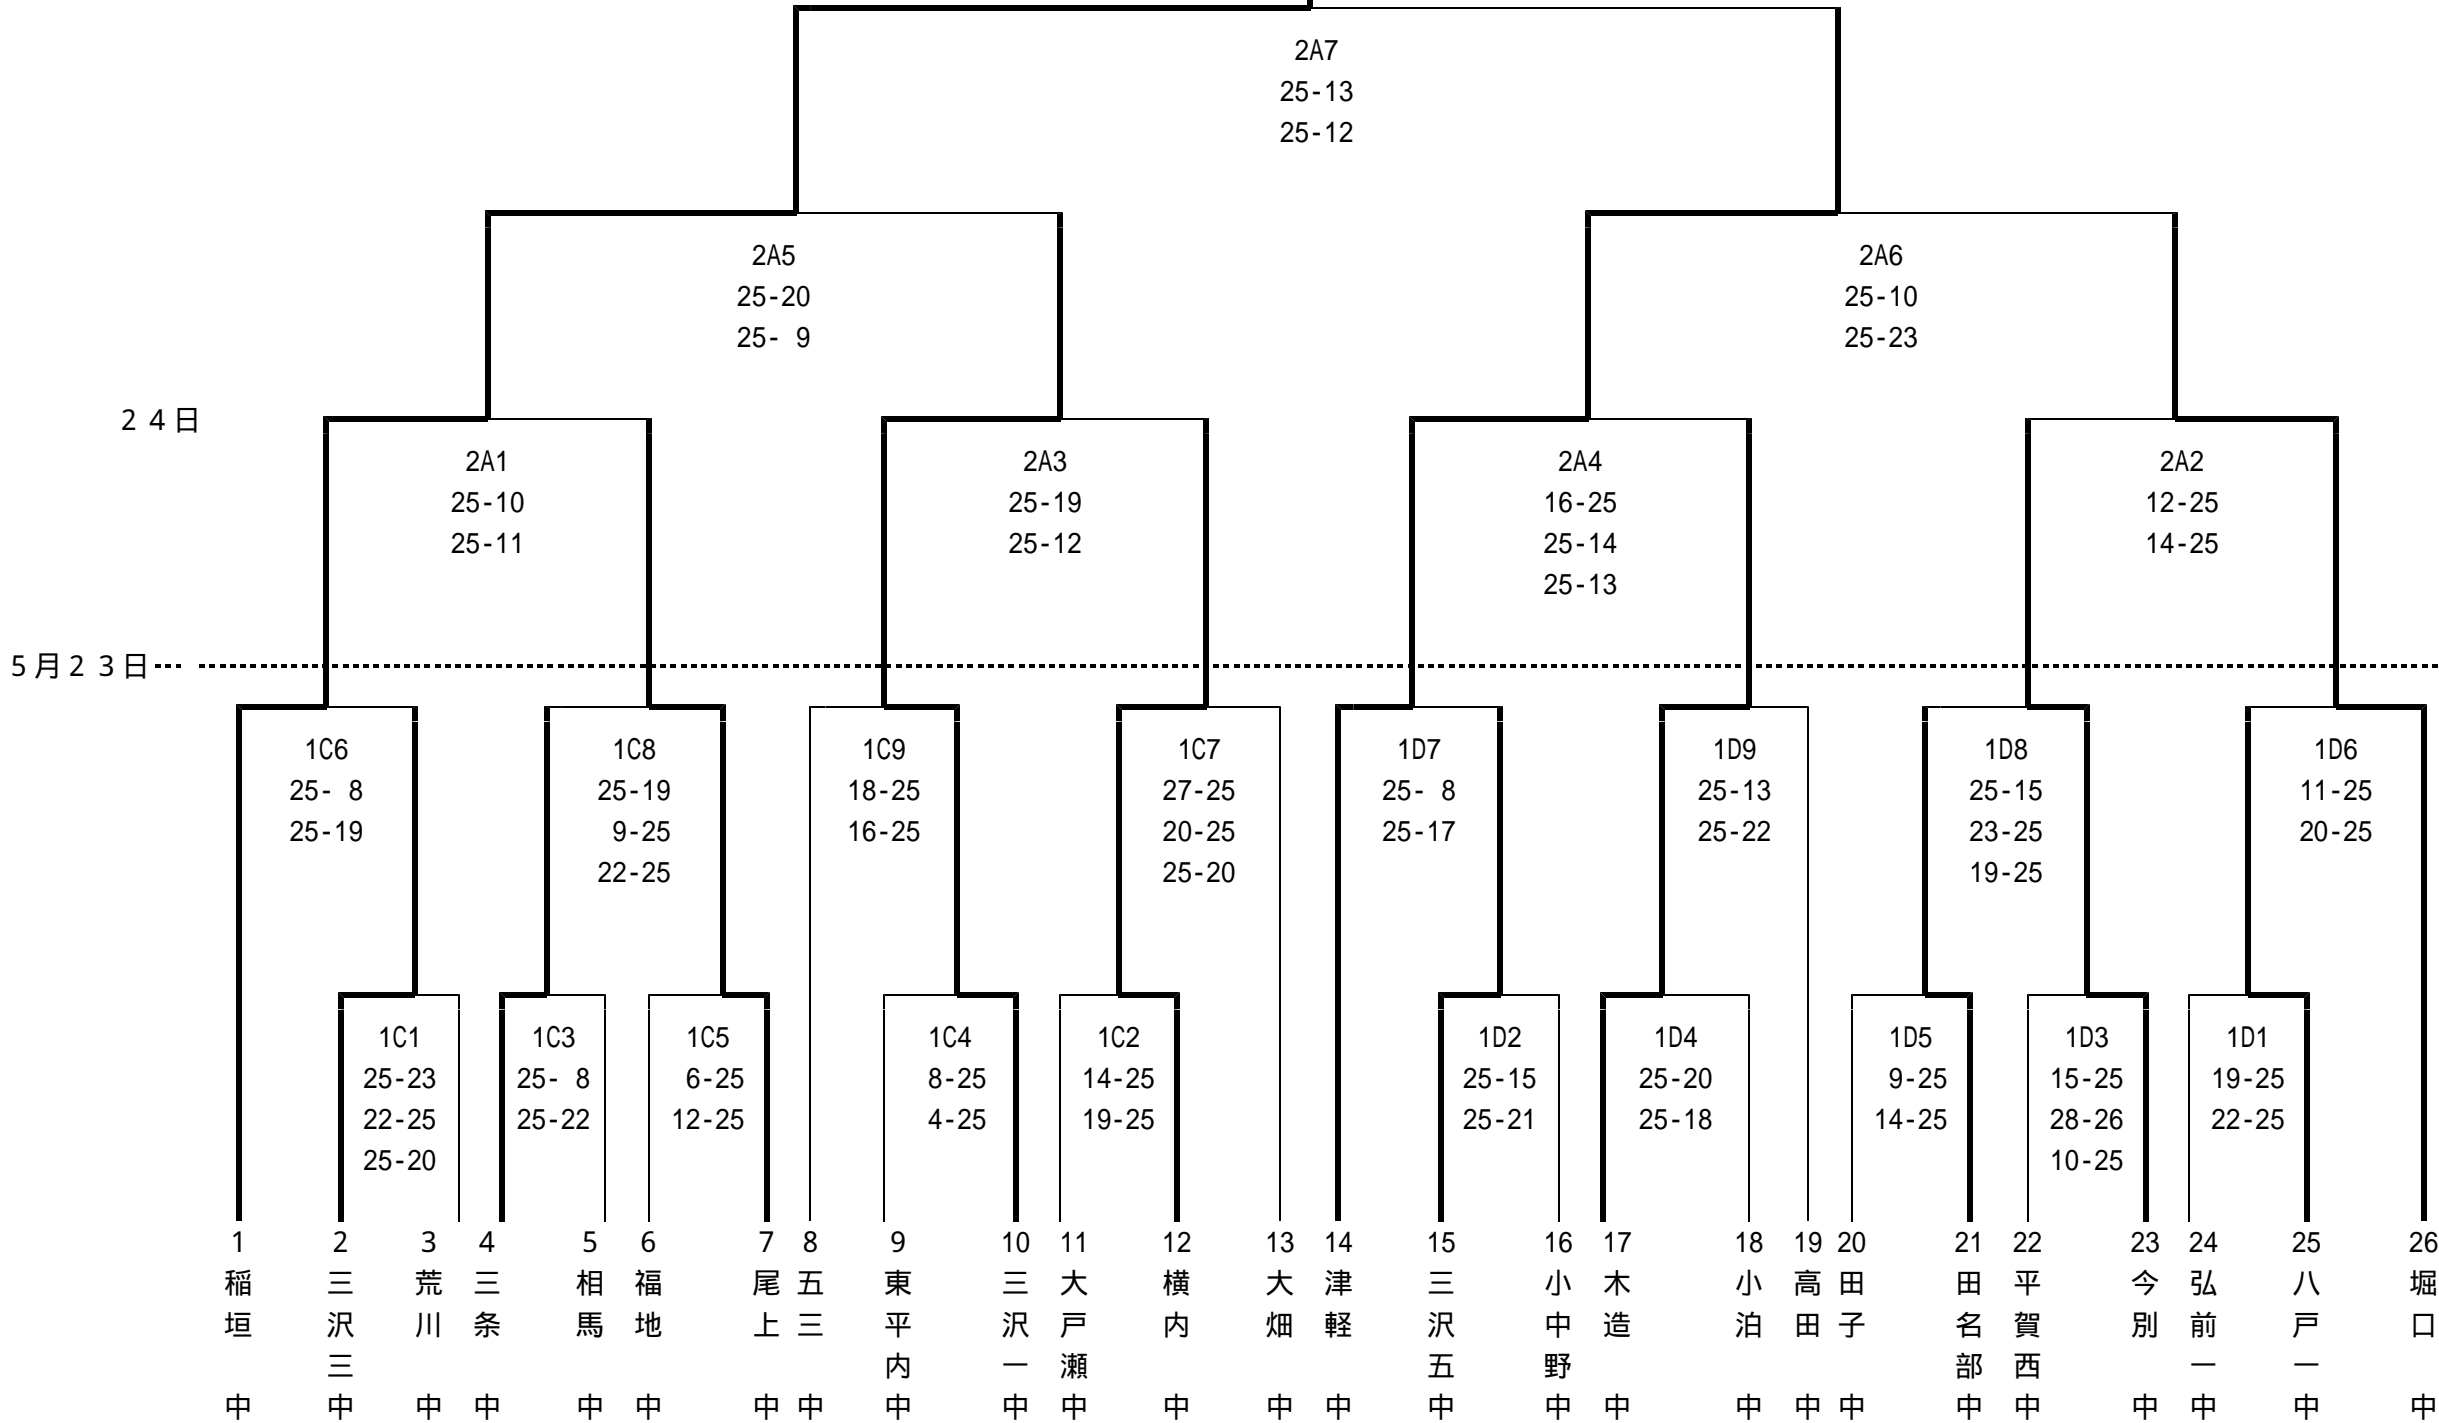 2A7
25-13
25-12
2A5
25-20
25- 9
2A6
25-10
25-23
24日
2A1
25-10
25-11
2A3
25-19
25-12
2A4
16-25
25-14
25-13
2A2
12-25
14-25
5月23日
1C6
25- 8
25-19
1C8
25-19
9-25
22-25
1C9
18-25
16-25
1C7
27-25
20-25
25-20
1D7
25- 8
25-17
1D9
25-13
25-22
1D8
25-15
23-25
19-25
1D6
11-25
20-25
1C1
25-23
22-25
25-20
1C3
25- 8
25-22
1C5
6-25
12-25
1C4
8-25
4-25
1C2
14-25
19-25
1D2
25-15
25-21
1D4
25-20
25-18
1D5
9-25
14-25
1D3
15-25
28-26
10-25
1D1
19-25
22-25
1 稲垣中
2 三沢三中
3 荒川中
4 三条中
5 相馬中
6 福地中
7 尾上中
8 五三中
9 東平内中
10 三沢一中
11 大戸瀬中
12 横内中
13 大畑中
14 津軽中
15 三沢五中
16 小中野中
17 木造中
18 小泊中
19 高田中
20 田子中
21 田名部中
22 平賀西中
23 今別中
24 弘前一中
25 八戸一中
26 堀口中